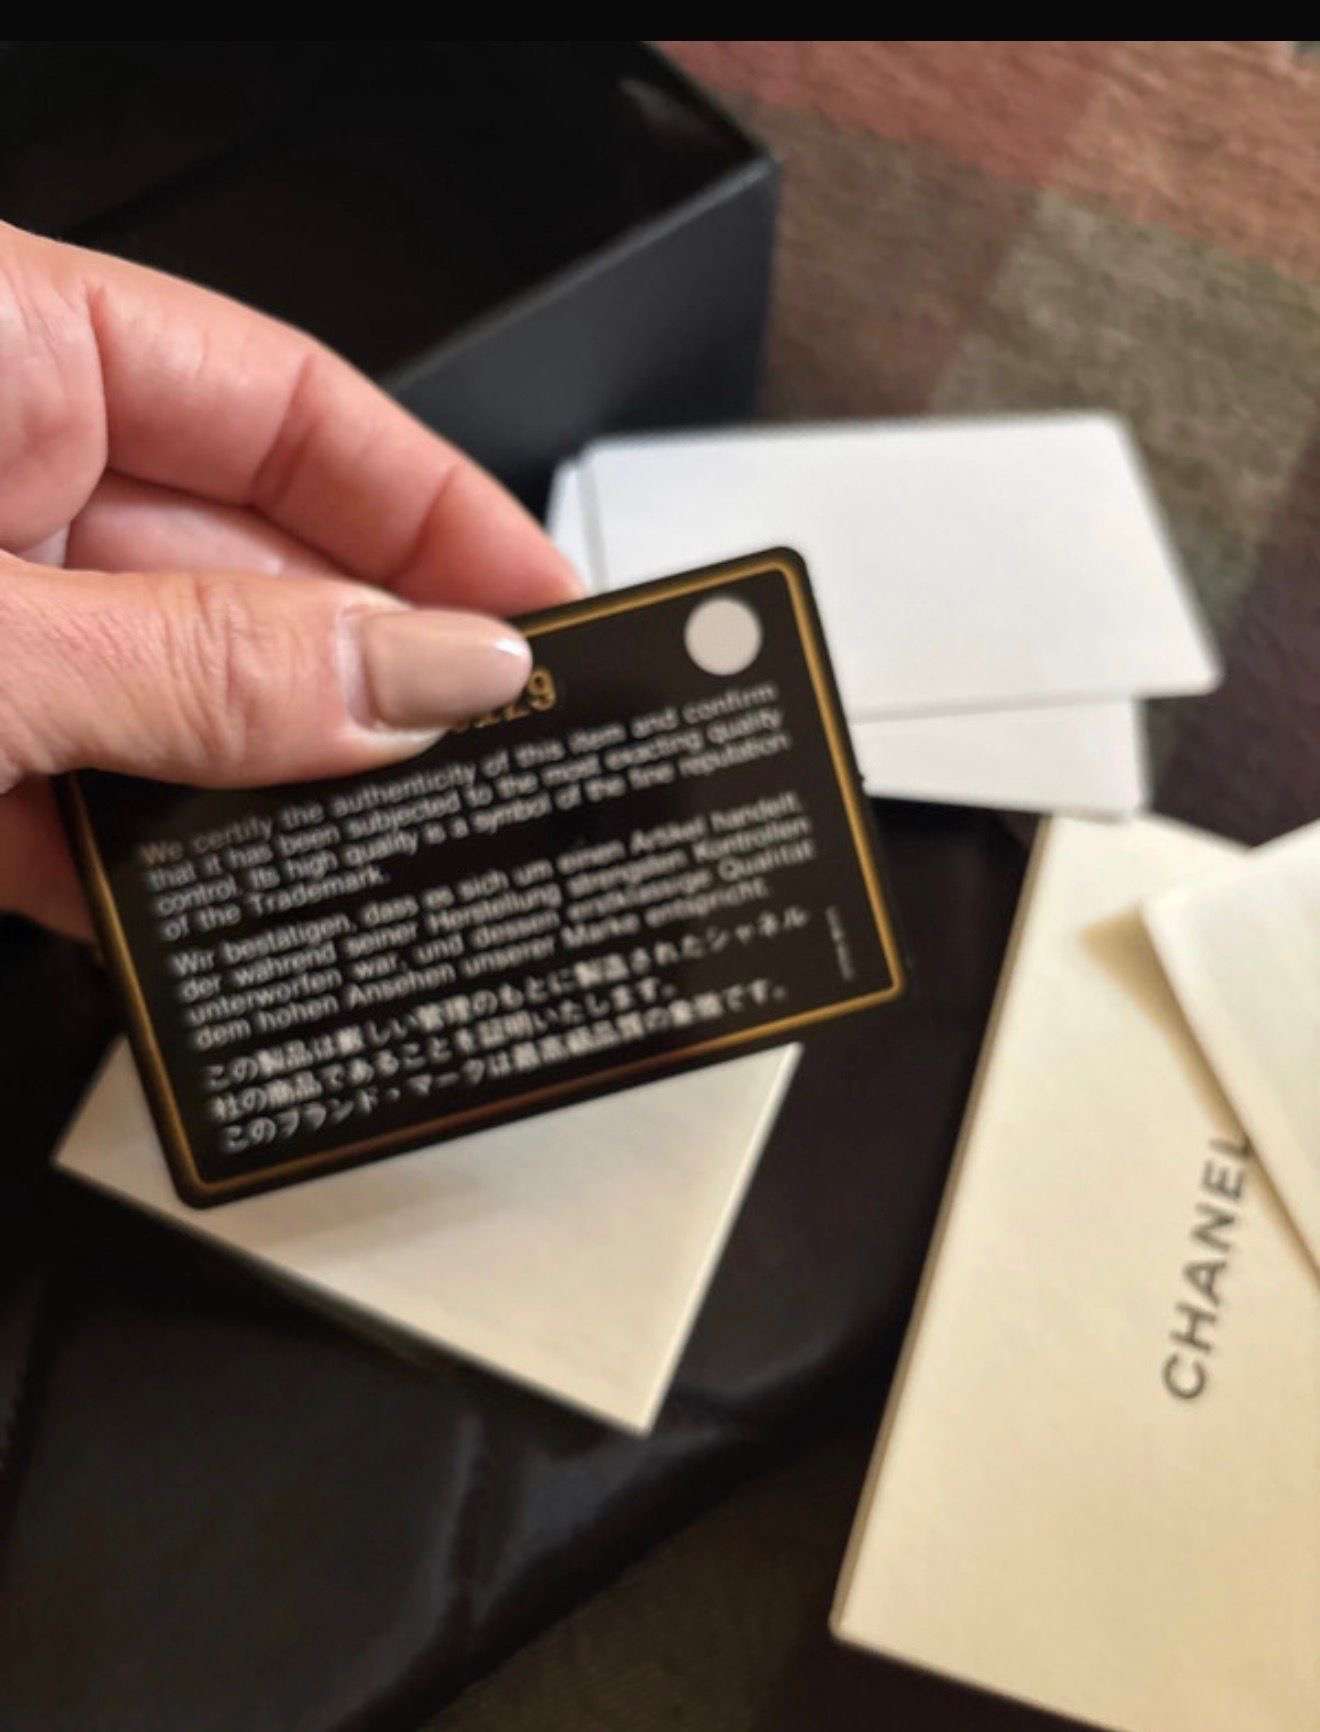 229
We certify the authenticity of this item and confirm
that it has been subjected to the most exacting quality
control. Its high quality is a symbol of the fine reputation
of the Trademark.
Wir bestätigen, dass es sich um einen Artikel handelt,
der während seiner Herstellung strengsten Kontrollen
unterworfen war, und dessen erstklassige Qualität
dem hohen Ansehen unserer Marke entspricht.
この製品は厳しい管理のもとに製造されたシャネル
社の商品であることを証明いたします。
このブランド・マークは最高級品質の象徴です。
CHANEL